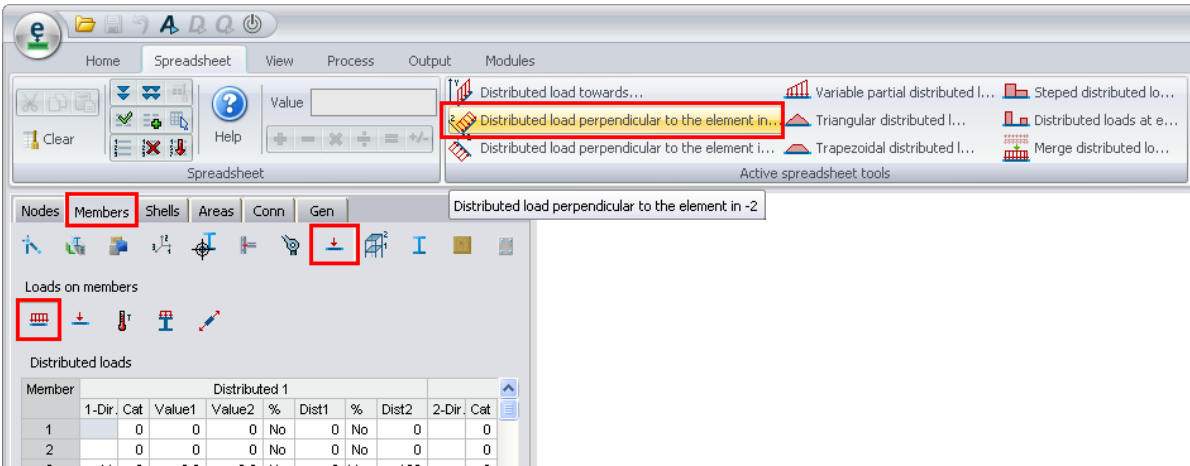 Home Spreadsheet View Process Output Modules
Distributed load towards... Variable partial distributed l... Steped distributed lo...
Value
Distributed load perpendicular to the element in... Triangular distributed l... Distributed loads at e...
Clear Help
Distributed load perpendicular to the element i... Trapezoidal distributed l... Merge distributed lo...
Spreadsheet Active spreadsheet tools
Distributed load perpendicular to the element in -2
Nodes Members Shells Areas Conn Gen
Loads on members
Distributed loads
Member Distributed 1
1-Dir. Cat Value1 Value2 % Dist1 % Dist2 2-Dir. Cat
1 0 0 0 No 0 No 0 0
2 0 0 0 No 0 No 0 0